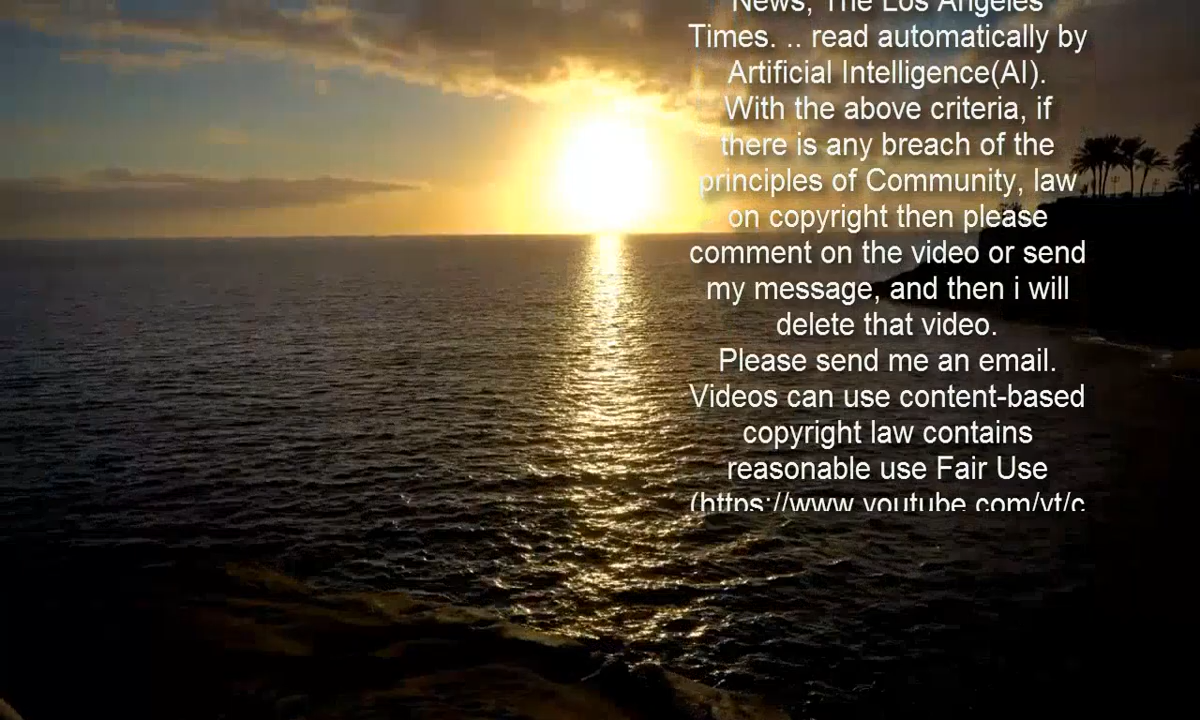 News, The Los Angeles
Times. .. read automatically by
Artificial Intelligence(AI).
With the above criteria, if
there is any breach of the
principles of Community, law
on copyright then please
comment on the video or send
my message, and then i will
delete that video.
Please send me an email.
Videos can use content-based
copyright law contains
reasonable use Fair Use
(https://www.youtube.com/yt/c